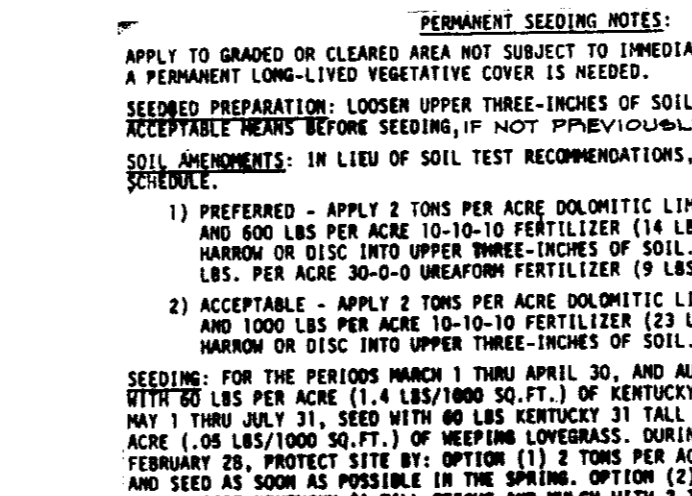 PERMANENT SEEDING NOTES:
APPLY TO GRADED OR CLEARED AREA NOT SUBJECT TO IMMEDIA
A PERMANENT LONG-LIVED VEGETATIVE COVER IS NEEDED.
SEEDBED PREPARATION: LOOSEN UPPER THREE-INCHES OF SOIL
ACCEPTABLE MEANS BEFORE SEEDING, IF NOT PREVIOUSL
SOIL AMENDMENTS: IN LIEU OF SOIL TEST RECOMMENDATIONS,
SCHEDULE.
1) PREFERRED - APPLY 2 TONS PER ACRE DOLOMITIC LIM
AND 600 LBS PER ACRE 10-10-10 FERTILIZER (14 LB
HARROW OR DISC INTO UPPER THREE-INCHES OF SOIL.
LBS. PER ACRE 30-0-0 UREAFORM FERTILIZER (9 LBS
2) ACCEPTABLE - APPLY 2 TONS PER ACRE DOLOMITIC LI
AND 1000 LBS PER ACRE 10-10-10 FERTILIZER (23 L
HARROW OR DISC INTO UPPER THREE-INCHES OF SOIL.
SEEDING: FOR THE PERIODS MARCH 1 THRU APRIL 30, AND AU
WITH 60 LBS PER ACRE (1.4 LBS/1000 SQ.FT.) OF KENTUCKY
MAY 1 THRU JULY 31, SEED WITH 60 LBS KENTUCKY 31 TALL
ACRE (.05 LBS/1000 SQ.FT.) OF WEEPING LOVEGRASS. DURIN
FEBRUARY 28, PROTECT SITE BY: OPTION (1) 2 TONS PER AC
AND SEED AS SOON AS POSSIBLE IN THE SPRING. OPTION (2)